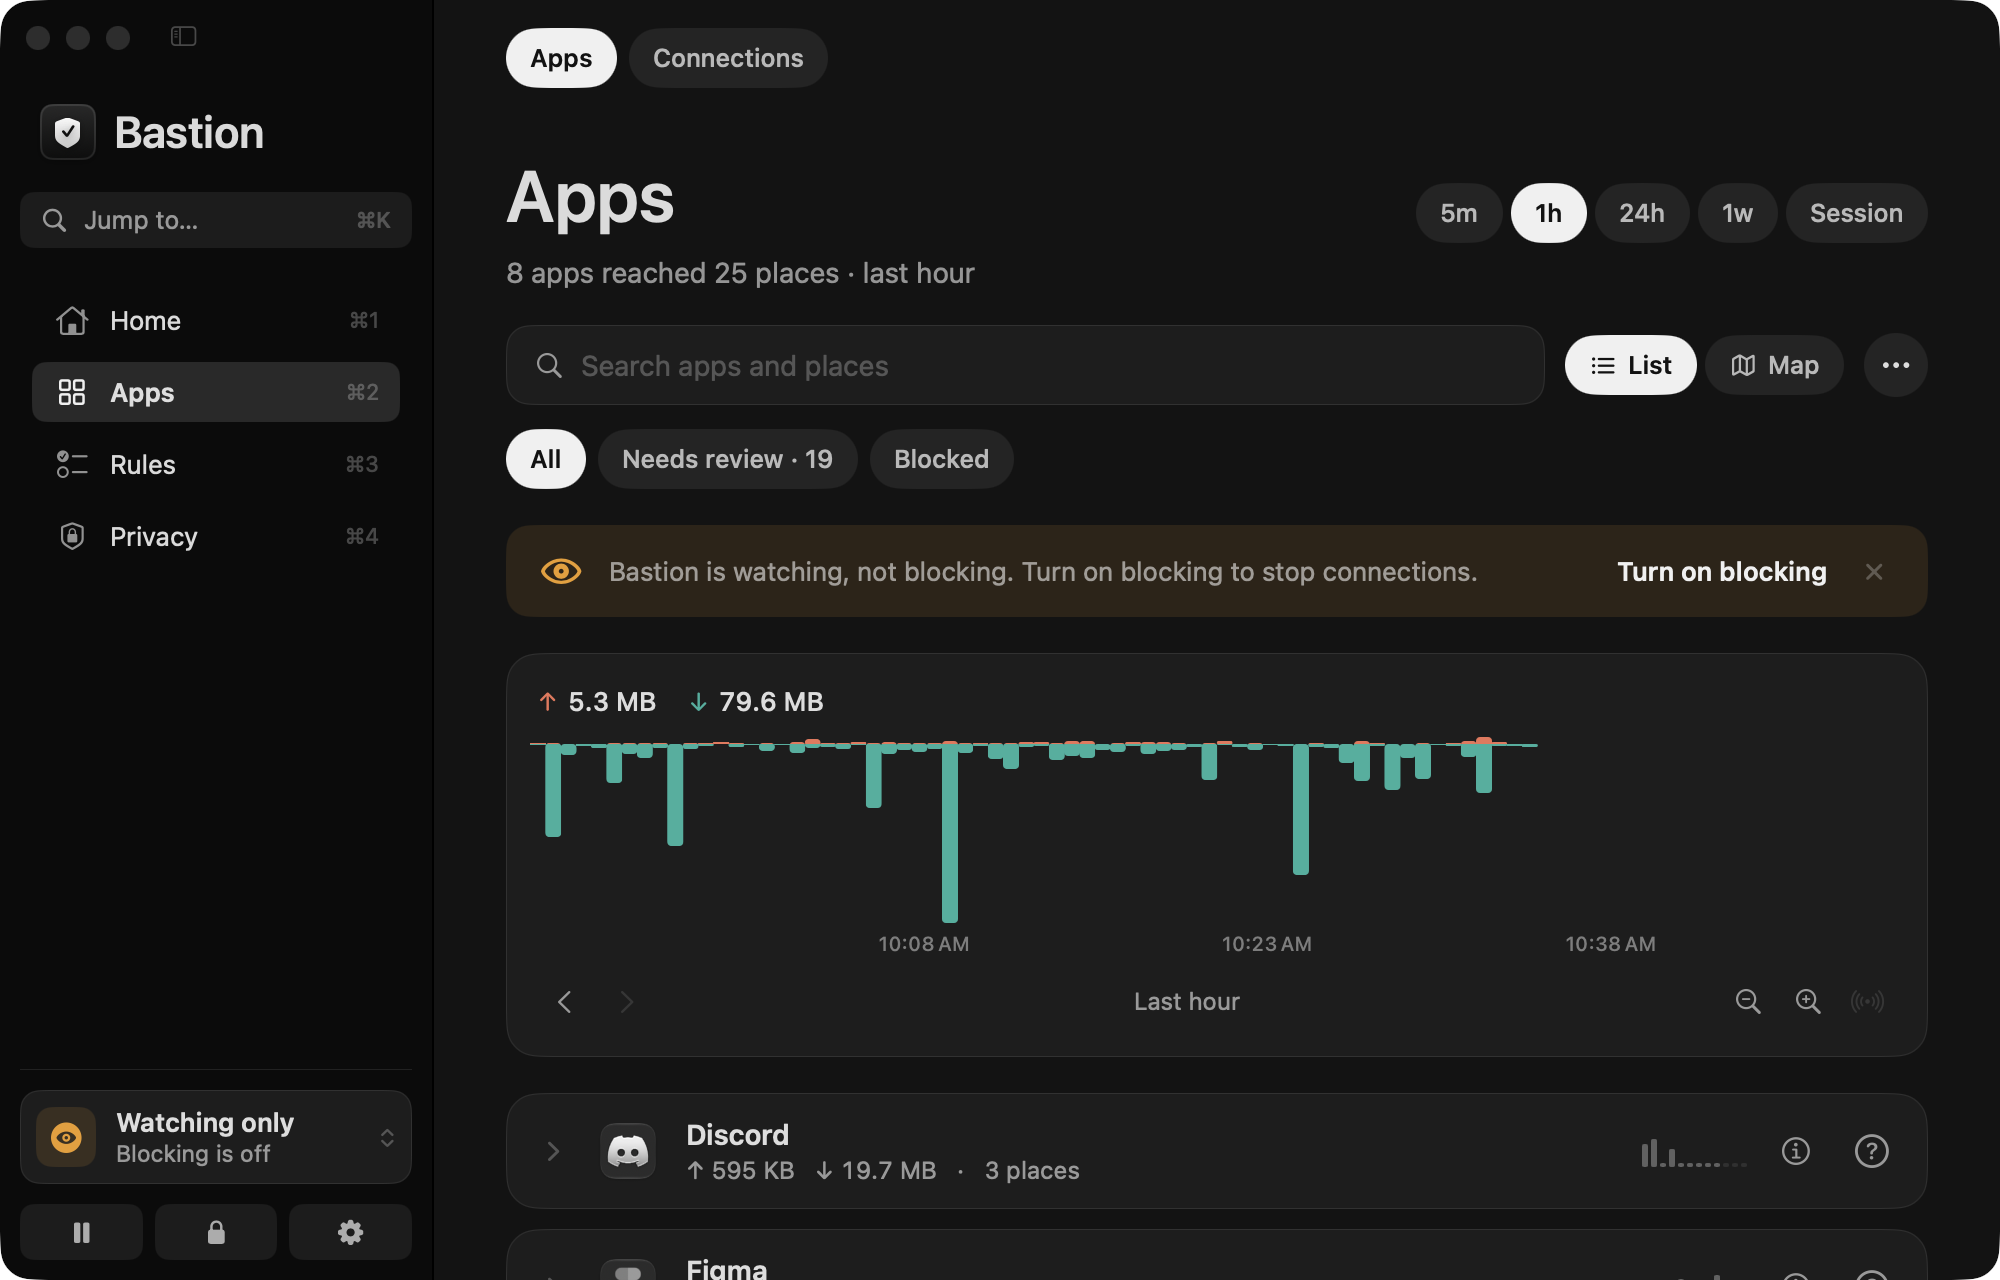 Bastion
Jump to... ⌘K
Home ⌘1
Apps ⌘2
Rules ⌘3
Privacy ⌘4
Watching only
Blocking is off
Apps Connections
Apps
5m 1h 24h 1w Session
8 apps reached 25 places · last hour
Search apps and places
List Map
All Needs review · 19 Blocked
Bastion is watching, not blocking. Turn on blocking to stop connections. Turn on blocking
↑ 5.3 MB ↓ 79.6 MB
10:08 AM 10:23 AM 10:38 AM
Last hour
Discord
↑ 595 KB ↓ 19.7 MB · 3 places
Figma